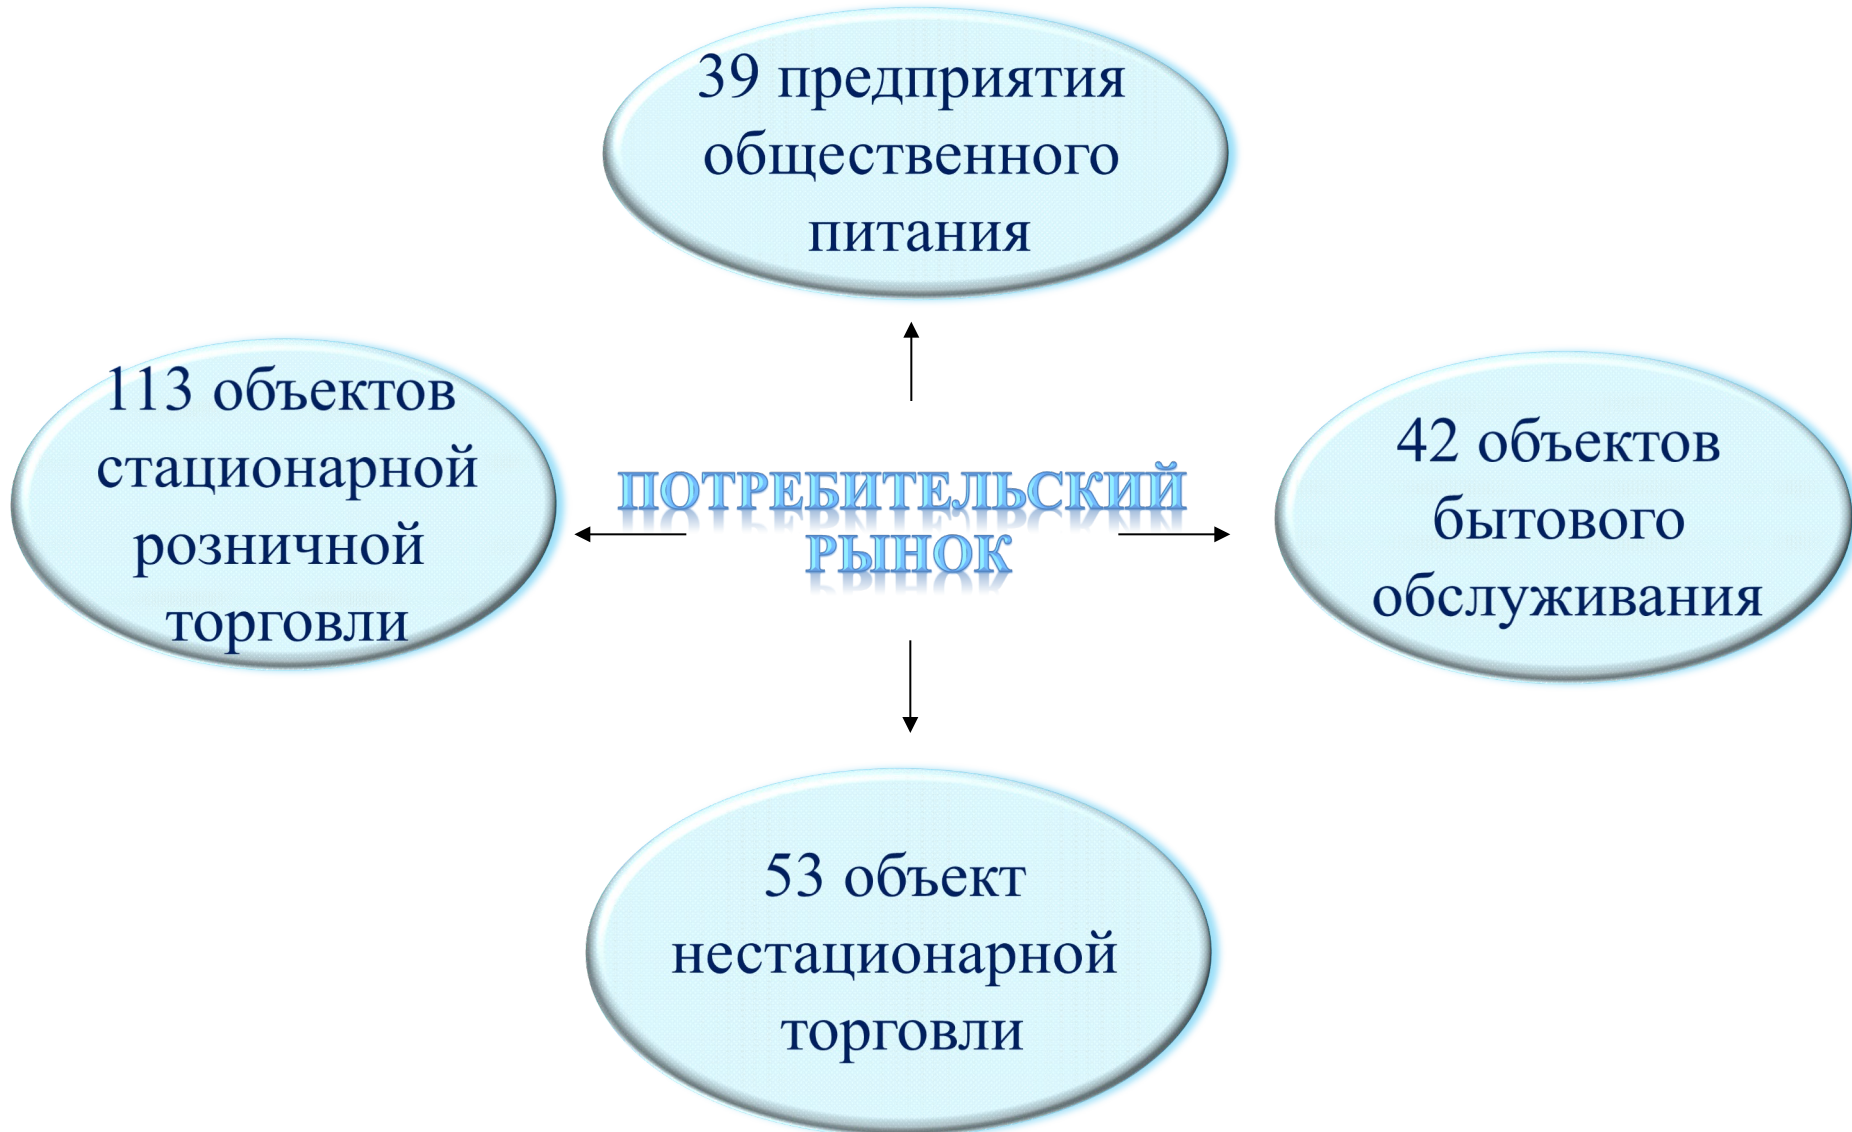 39 предприятия
общественного
питания
113 объектов
стационарной
розничной
торговли
ПОТРЕБИТЕЛЬСКИЙ
РЫНОК
42 объектов
бытового
обслуживания
53 объект
нестационарной
торговли